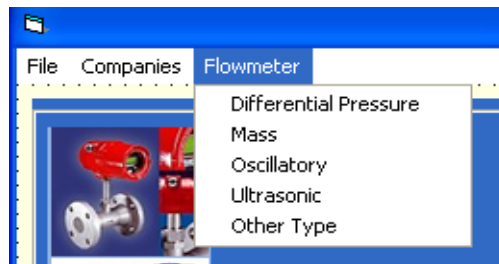 File Companies Flowmeter
Differential Pressure
Mass
Oscillatory
Ultrasonic
Other Type